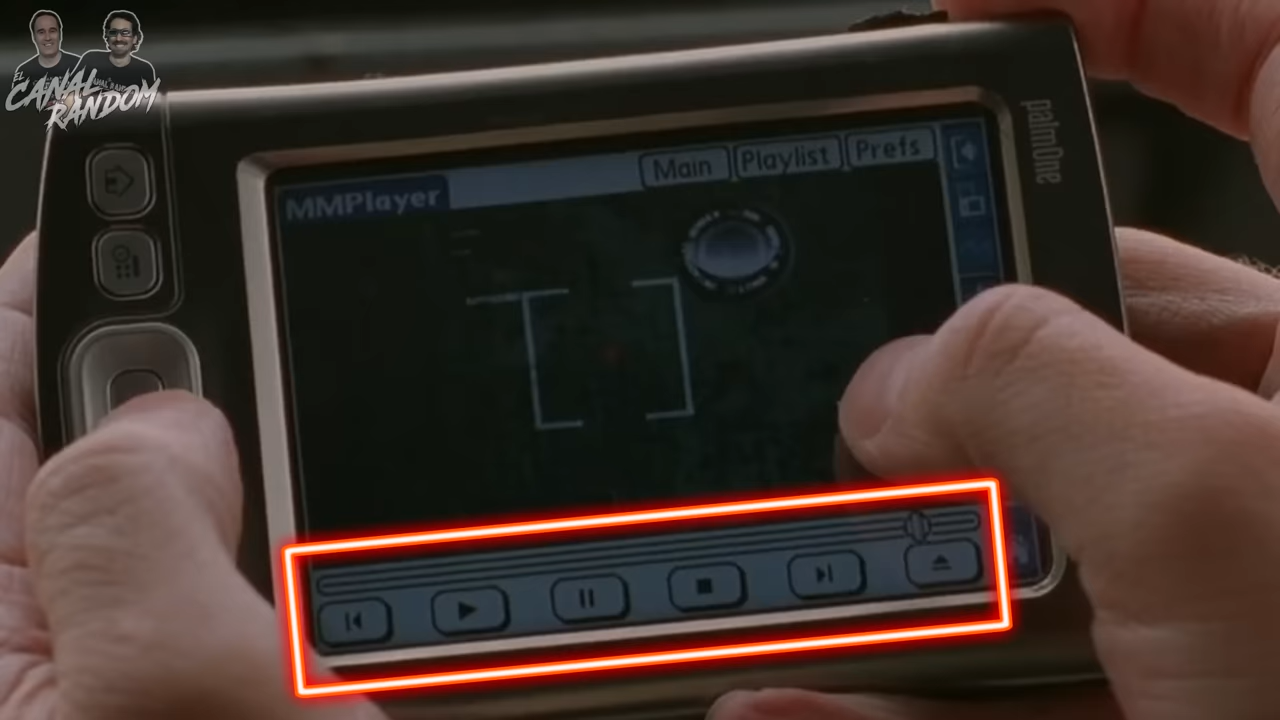 EL
CANAL
RANDOM
palmOne
Main
Playlist
Prefs
MMPlayer